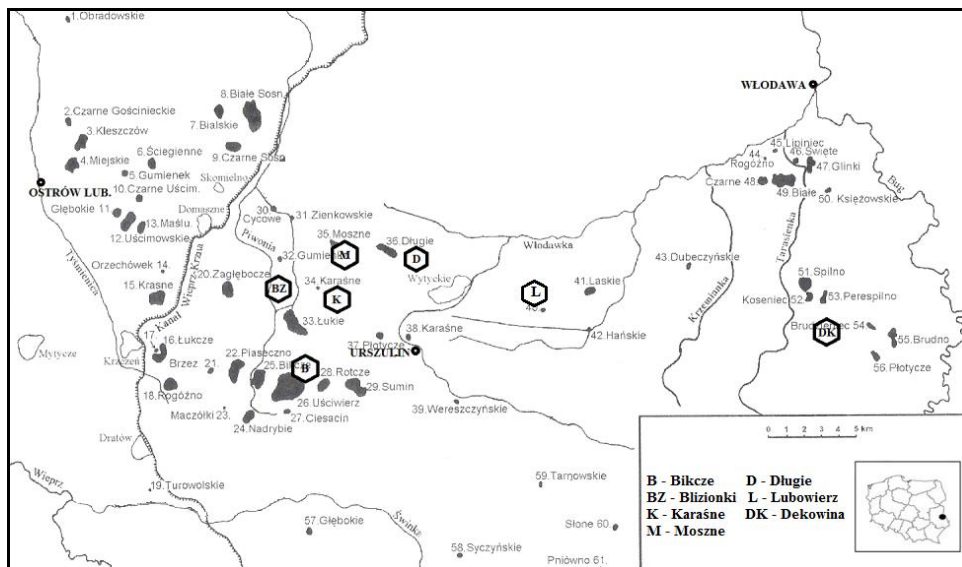 1.Obradowskie
WŁODAWA
8.Białe Sosn.
2.Czarne Gościnieckie
7.Bialskie
3.Kleszczów
45.Lipiniec
6.Ściegienne
44.
46.Święte
4.Miejskie
9.Czarne Sosn.
Rogóźno
47.Glinki
5.Gumienek
Skomielno
Czarne 48.
OSTRÓW LUB.
10.Czarne Uścim.
49.Białe
50. Księżowskie
Bug
Głębokie 11.
Domaszne
30.
Cycowe
31.Zienkowskie
13.Maślu.
12.Uścimowskie
Piwonia
35.Moszne
36.Długie
Włodawka
Tarasienka
M
D
32.Gumienek
Orzechówek 14.
Wieprz-Krzna
43.Dubeczyńskie
Tyśmienica
20.Zagłębocze
Wytyckie
51.Spilno
15.Krasne
BZ
34.Karaśne
L
41.Laskie
Krzemianka
K
Koseniec 52.
53.Perespilno
Kanał
17.
33.Łukie
38.Karaśne
42.Hańskie
DK
54.
16.Łukcze
37.Płotycze
55.Brudno
Mytycze
Krzczeń
URSZULIN
22.Piaseczno
Brzez. 21.
B
56.Płotycze
25.Bikcze
28.Rotcze
18.Rogóźno
29.Sumin
26.Uściwierz
39.Wereszczyńskie
Maczółki 23.
27.Ciesacin
24.Nadrybie
0 1 2 3 4 5 km
Dratów
Wieprz
59.Tarnowskie
B - Bikcze D - Długie
19.Turowolskie
BZ - Blizionki L - Lubowierz
K - Karaśne DK - Dekowina
57.Głębokie
Świnka
Słone 60.
M - Moszne
58.Syczyńskie
Pniówno 61.